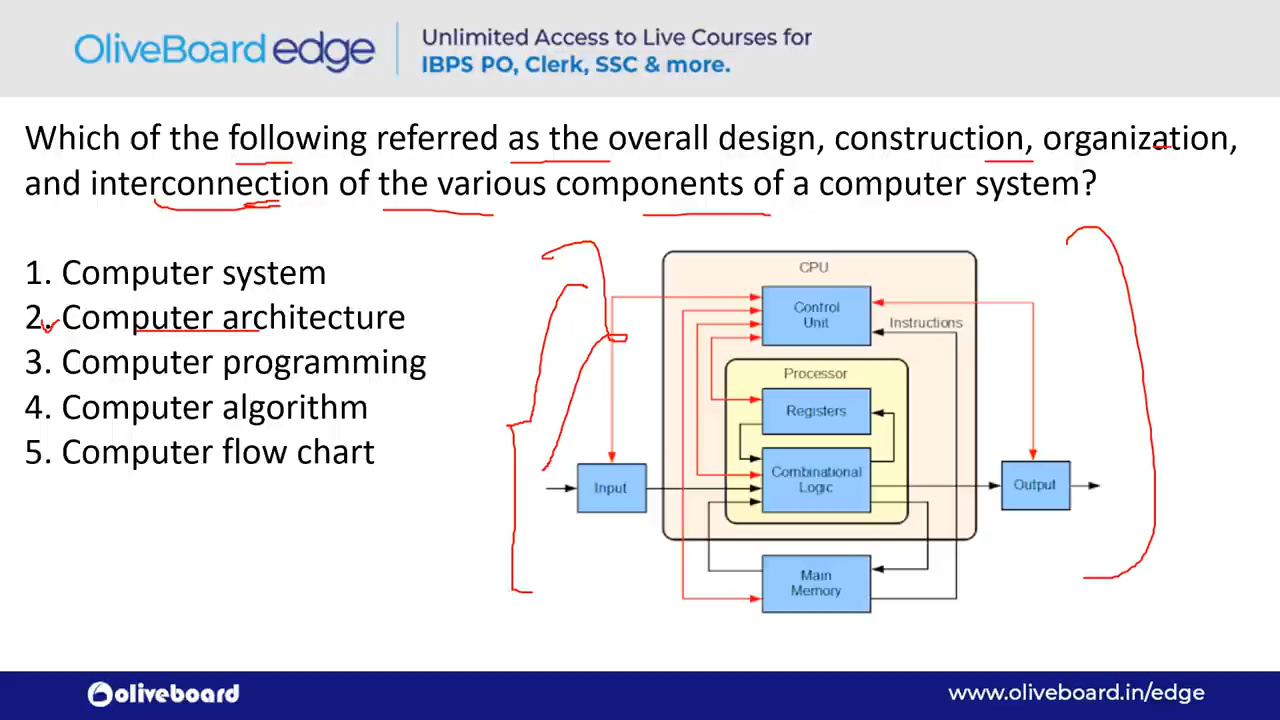 OliveBoard edge
Unlimited Access to Live Courses for
IBPS PO, Clerk, SSC & more.
Which of the following referred as the overall design, construction, organization,
and interconnection of the various components of a computer system?
1. Computer system
2. Computer architecture
3. Computer programming
4. Computer algorithm
5. Computer flow chart
CPU
Control
Unit
Instructions
Processor
Registers
Combinational
Logic
Input
Output
Main
Memory
oliveboard
www.oliveboard.in/edge